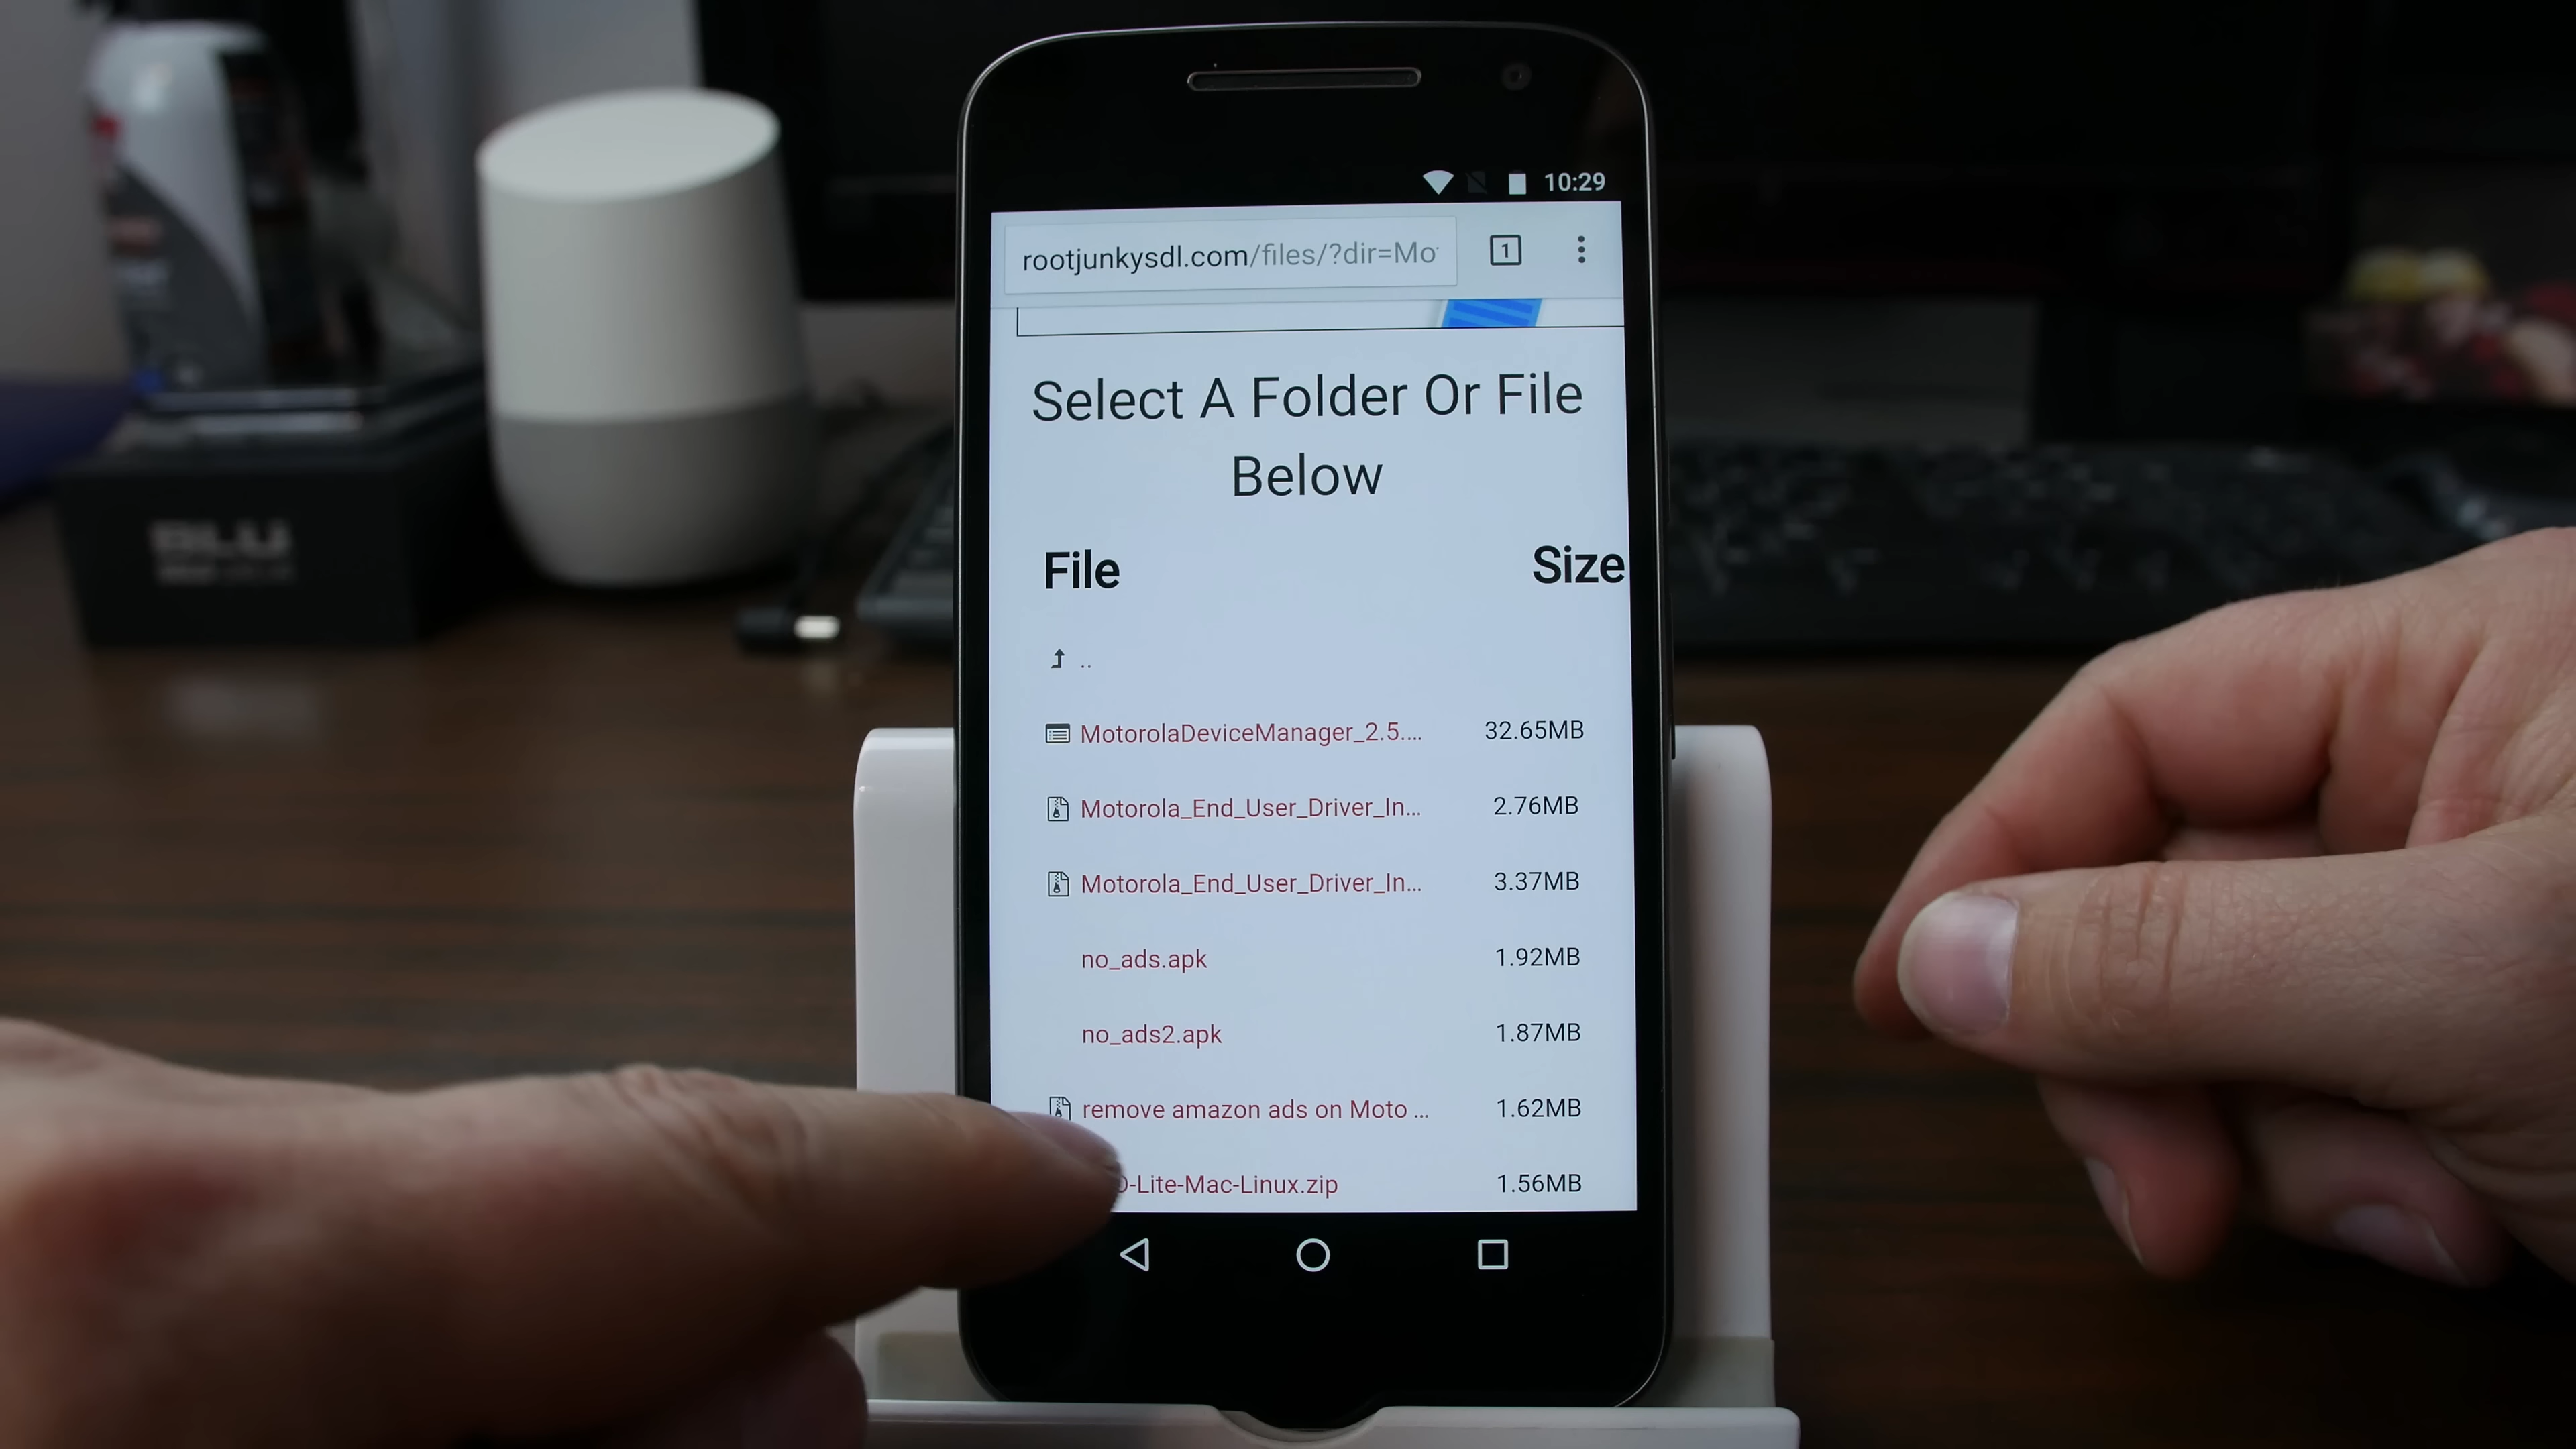 10:29
rootjunkysdl.com/files/?dir=Mo
1
Select A Folder Or File
Below
File Size
..
MotorolaDeviceManager_2.5.... 32.65MB
Motorola_End_User_Driver_In... 2.76MB
Motorola_End_User_Driver_In... 3.37MB
no_ads.apk 1.92MB
no_ads2.apk 1.87MB
remove amazon ads on Moto ... 1.62MB
-Lite-Mac-Linux.zip 1.56MB
BLU